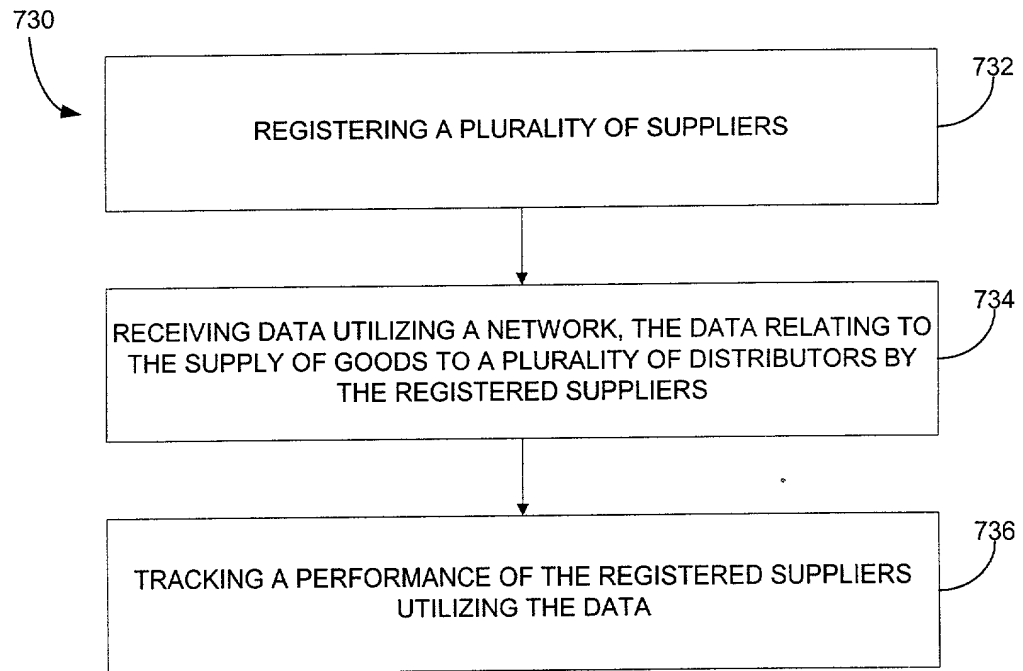 730
732
REGISTERING A PLURALITY OF SUPPLIERS
734
RECEIVING DATA UTILIZING A NETWORK, THE DATA RELATING TO
THE SUPPLY OF GOODS TO A PLURALITY OF DISTRIBUTORS BY
THE REGISTERED SUPPLIERS
736
TRACKING A PERFORMANCE OF THE REGISTERED SUPPLIERS
UTILIZING THE DATA